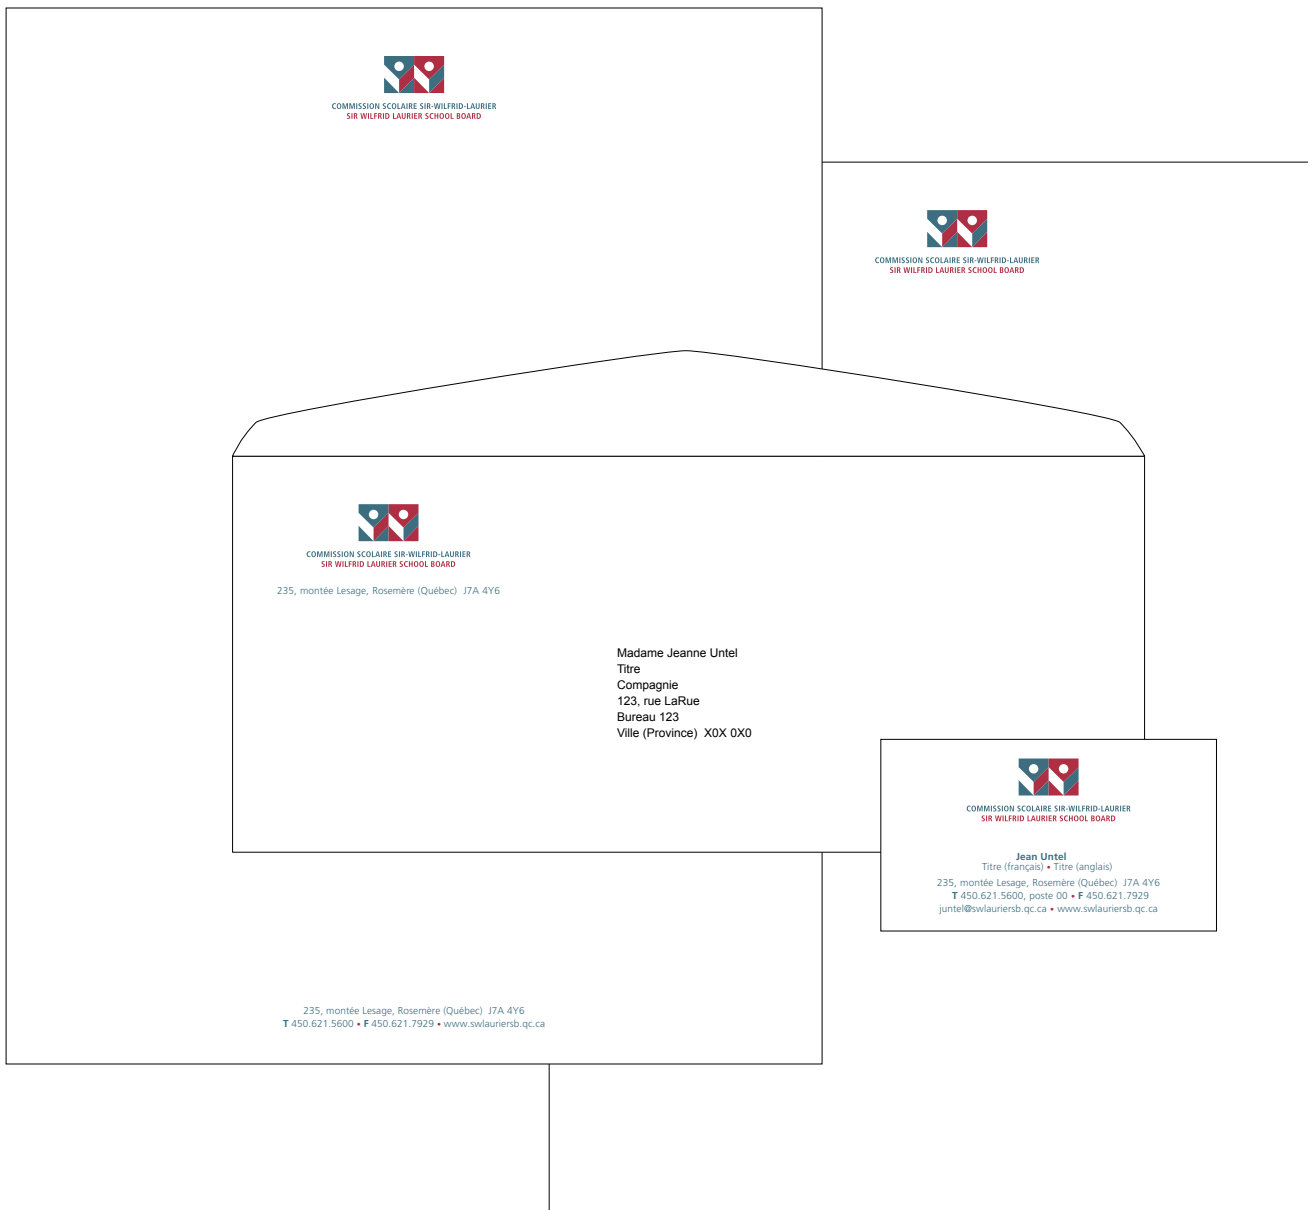 COMMISSION SCOLAIRE SIR-WILFRID-LAURIER
SIR WILFRID LAURIER SCHOOL BOARD
COMMISSION SCOLAIRE SIR-WILFRID-LAURIER
SIR WILFRID LAURIER SCHOOL BOARD
COMMISSION SCOLAIRE SIR-WILFRID-LAURIER
SIR WILFRID LAURIER SCHOOL BOARD
235, montée Lesage, Rosemère (Québec)  J7A 4Y6
Madame Jeanne Untel
Titre
Compagnie
123, rue LaRue
Bureau 123
Ville (Province)  X0X 0X0
COMMISSION SCOLAIRE SIR-WILFRID-LAURIER
SIR WILFRID LAURIER SCHOOL BOARD
Jean Untel
Titre (français) • Titre (anglais)
235, montée Lesage, Rosemère (Québec)  J7A 4Y6
T 450.621.5600, poste 00 • F 450.621.7929
juntel@swlauriersb.qc.ca • www.swlauriersb.qc.ca
235, montée Lesage, Rosemère (Québec)  J7A 4Y6
T 450.621.5600 • F 450.621.7929 • www.swlauriersb.qc.ca